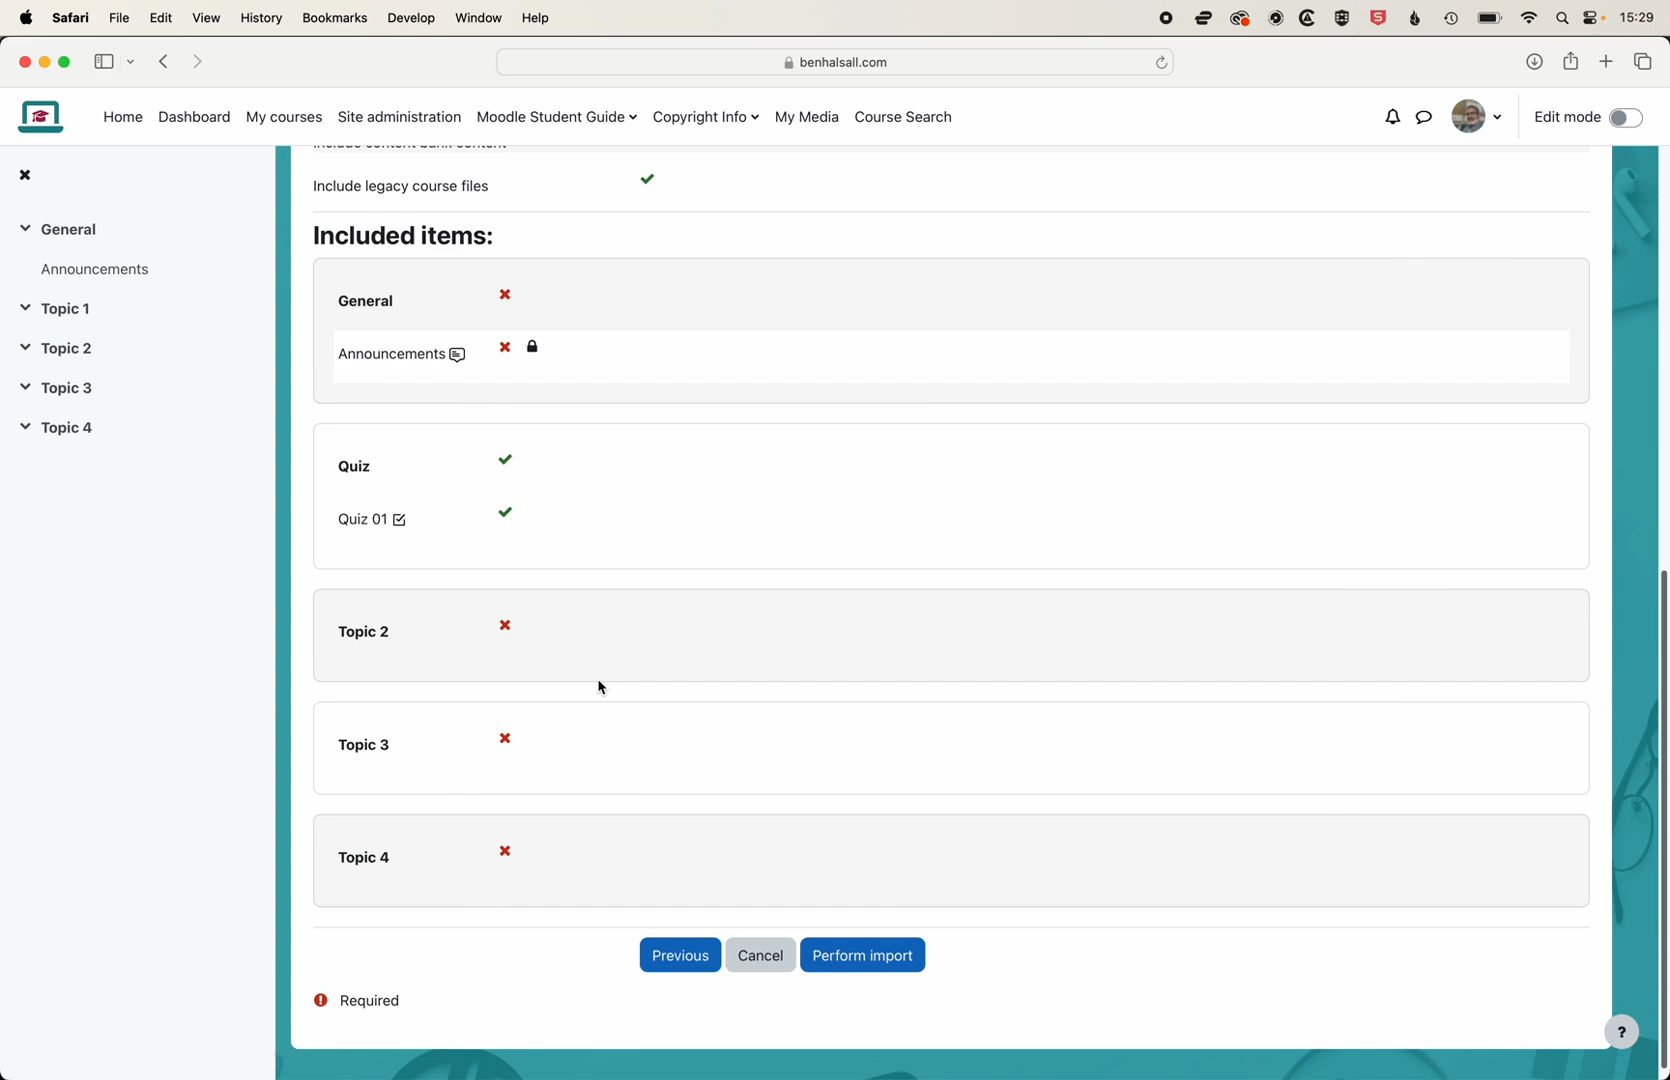 Safari File Edit View History Bookmarks Develop Window Help 15:29
benhalsall.com
Home Dashboard My courses Site administration Moodle Student Guide Copyright Info My Media Course Search Edit mode
Include content bank content
Include legacy course files
General
Announcements
Topic 1
Topic 2
Topic 3
Topic 4
Included items:
General
Announcements
Quiz
Quiz 01
Topic 2
Topic 3
Topic 4
Previous Cancel Perform import
Required
?